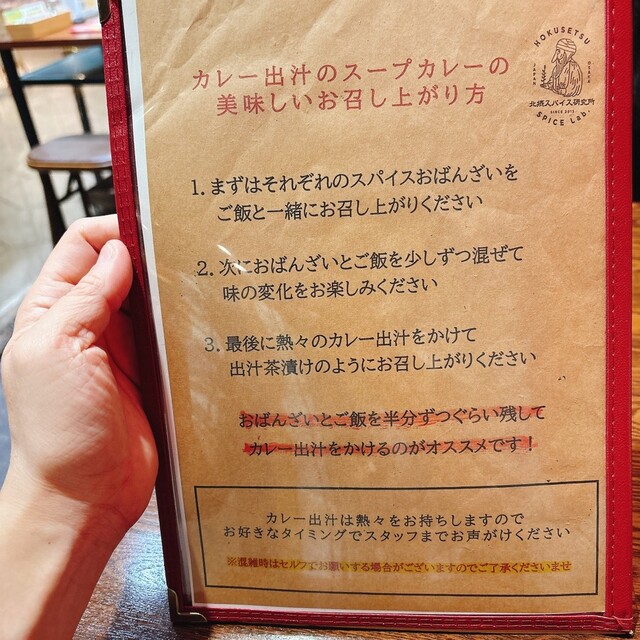 HOKUSETSU
JAPAN
OSAKA
北摂スパイス研究所
SINCE 2012
SPICE Lab.
カレー出汁のスープカレーの
美味しいお召し上がり方
1. まずはそれぞれのスパイスおばんざいを
ご飯と一緒にお召し上がりください
2. 次におばんざいとご飯を少しずつ混ぜて
味の変化をお楽しみください
3. 最後に熱々のカレー出汁をかけて
出汁茶漬けのようにお召し上がりください
おばんざいとご飯を半分ずつぐらい残して
カレー出汁をかけるのがオススメです！
カレー出汁は熱々をお持ちしますので
お好きなタイミングでスタッフまでお声がけください
※混雑時はセルフでお願いする場合がございますのでご了承くださいませ